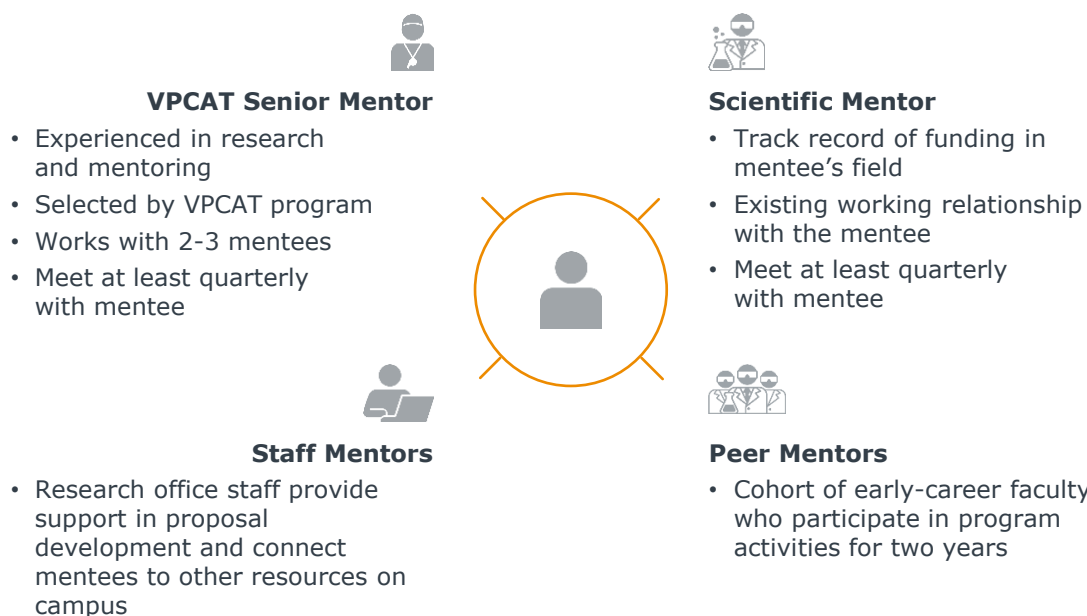 VPCAT Senior Mentor
• Experienced in research
and mentoring
• Selected by VPCAT program
• Works with 2-3 mentees
• Meet at least quarterly
with mentee
Scientific Mentor
• Track record of funding in
mentee’s field
• Existing working relationship
with the mentee
• Meet at least quarterly
with mentee
Staff Mentors
• Research office staff provide
support in proposal
development and connect
mentees to other resources on
campus
Peer Mentors
• Cohort of early-career faculty
who participate in program
activities for two years